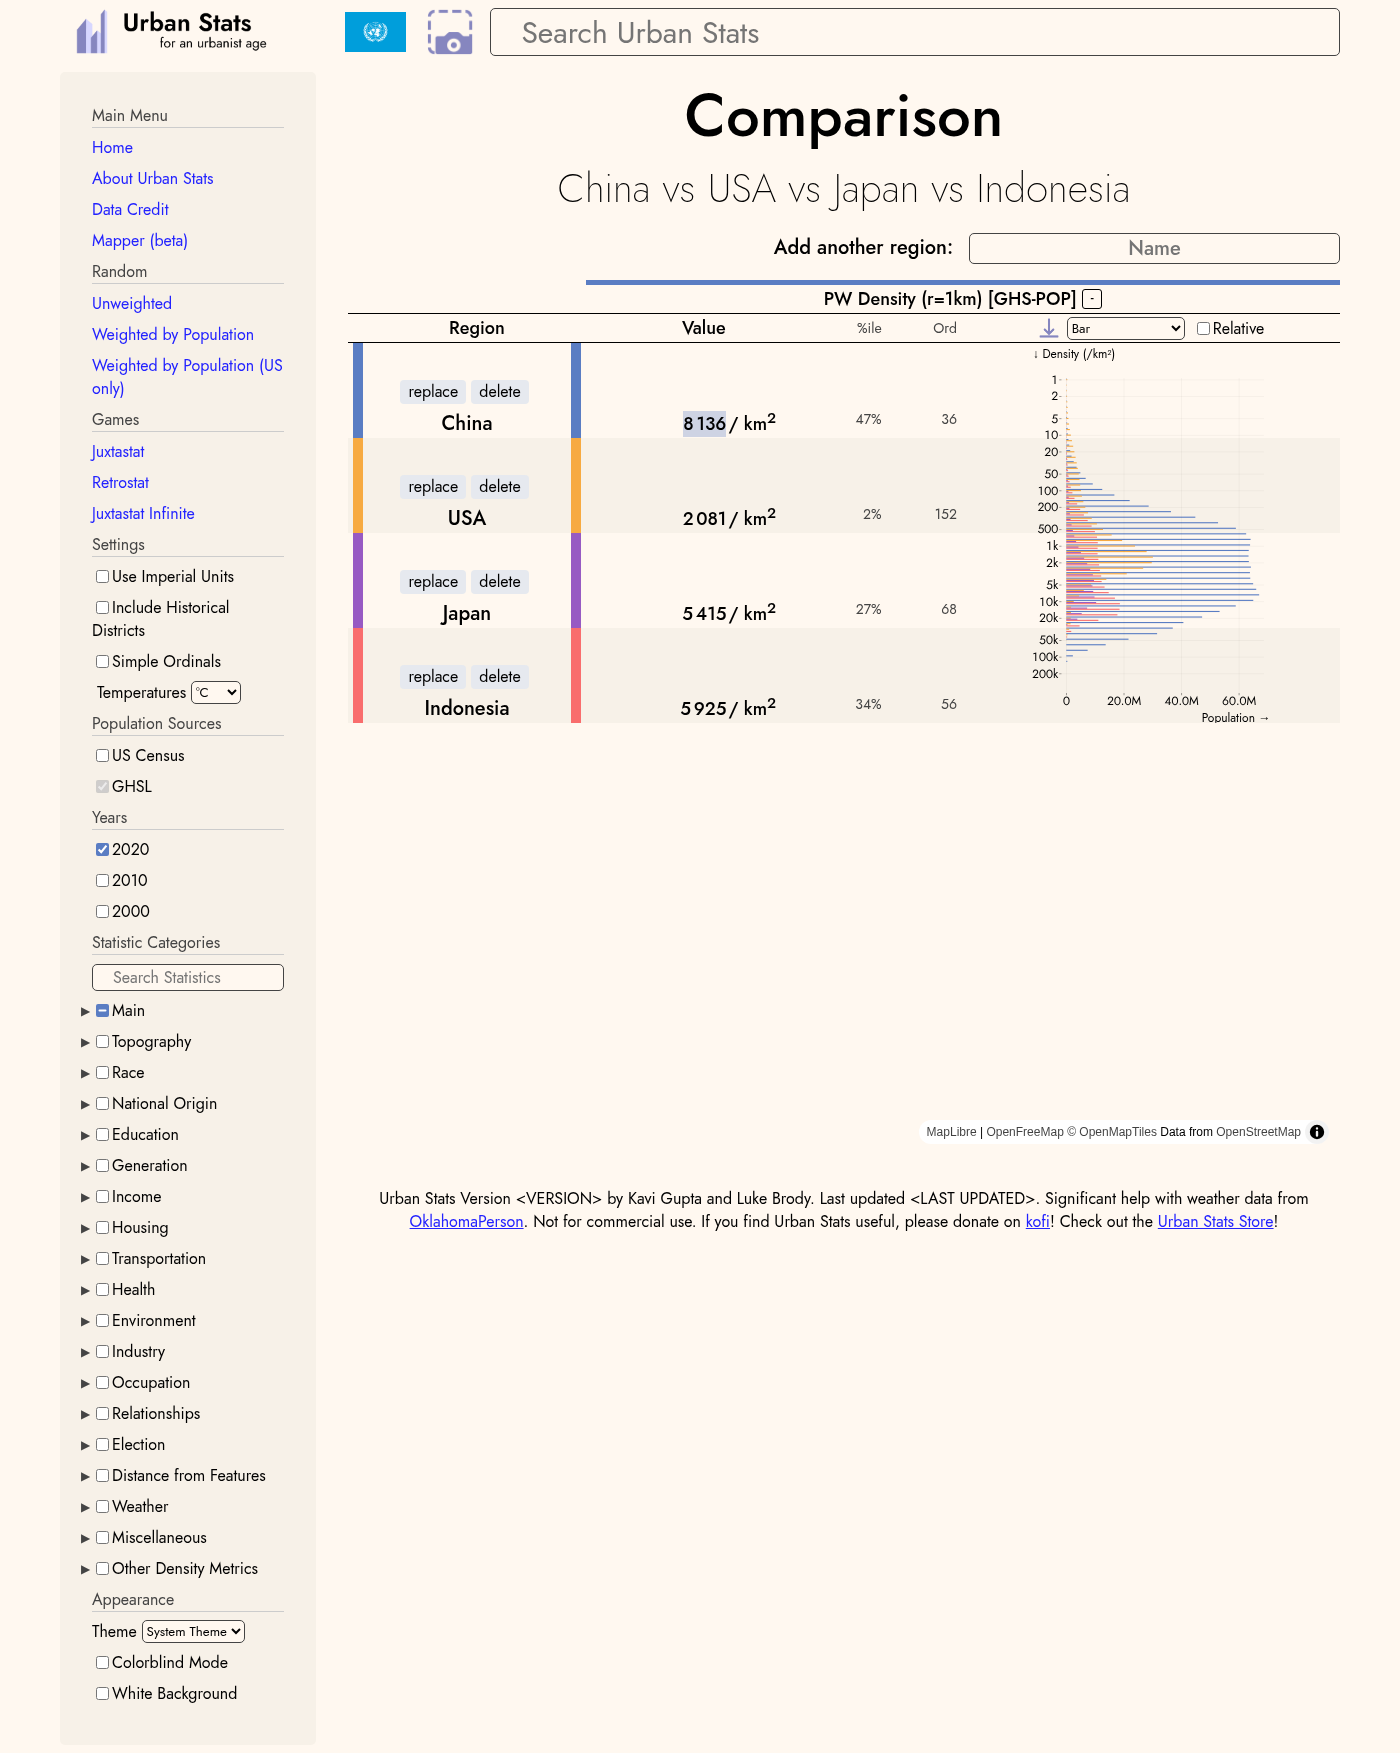 Urban Stats
for an urbanist age
Search Urban Stats
Main Menu
Home
About Urban Stats
Data Credit
Mapper (beta)
Random
Unweighted
Weighted by Population
Weighted by Population (US
only)
Games
Juxtastat
Retrostat
Juxtastat Infinite
Settings
Use Imperial Units
Include Historical
Districts
Simple Ordinals
Temperatures °C
Population Sources
US Census
GHSL
Years
2020
2010
2000
Statistic Categories
Search Statistics
Main
Topography
Race
National Origin
Education
Generation
Income
Housing
Transportation
Health
Environment
Industry
Occupation
Relationships
Election
Distance from Features
Weather
Miscellaneous
Other Density Metrics
Appearance
Theme System Theme
Colorblind Mode
White Background
Comparison
China vs USA vs Japan vs Indonesia
Add another region: Name
PW Density (r=1km) [GHS-POP] -
Region Value %ile Ord Bar Relative
replace delete
China 8 136 / km² 47% 36
replace delete
USA 2 081 / km² 2% 152
replace delete
Japan 5 415 / km² 27% 68
replace delete
Indonesia 5 925 / km² 34% 56
↓ Density (/km²)
1
2
5
10
20
50
100
200
500
1k
2k
5k
10k
20k
50k
100k
200k
0 20.0M 40.0M 60.0M
Population →
MapLibre | OpenFreeMap © OpenMapTiles Data from OpenStreetMap
Urban Stats Version <VERSION> by Kavi Gupta and Luke Brody. Last updated <LAST UPDATED>. Significant help with weather data from
OklahomaPerson. Not for commercial use. If you find Urban Stats useful, please donate on kofi! Check out the Urban Stats Store!